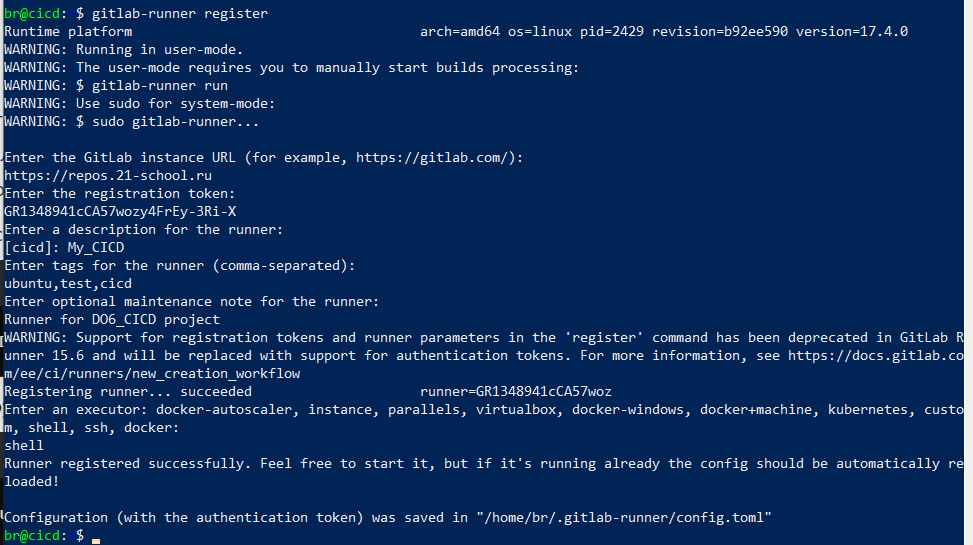 br@cicd: $ gitlab-runner register
Runtime platform                                    arch=amd64 os=linux pid=2429 revision=b92ee590 version=17.4.0
WARNING: Running in user-mode.
WARNING: The user-mode requires you to manually start builds processing:
WARNING: $ gitlab-runner run
WARNING: Use sudo for system-mode:
WARNING: $ sudo gitlab-runner...
Enter the GitLab instance URL (for example, https://gitlab.com/):
https://repos.21-school.ru
Enter the registration token:
GR1348941cCA57wozy4FrEy-3Ri-X
Enter a description for the runner:
[cicd]: My_CICD
Enter tags for the runner (comma-separated):
ubuntu,test,cicd
Enter optional maintenance note for the runner:
Runner for DO6_CICD project
WARNING: Support for registration tokens and runner parameters in the 'register' command has been deprecated in GitLab R
unner 15.6 and will be replaced with support for authentication tokens. For more information, see https://docs.gitlab.co
m/ee/ci/runners/new_creation_workflow
Registering runner... succeeded                     runner=GR1348941cCA57woz
Enter an executor: docker-autoscaler, instance, parallels, virtualbox, docker-windows, docker+machine, kubernetes, custo
m, shell, ssh, docker:
shell
Runner registered successfully. Feel free to start it, but if it's running already the config should be automatically re
loaded!
Configuration (with the authentication token) was saved in "/home/br/.gitlab-runner/config.toml"
br@cicd: $